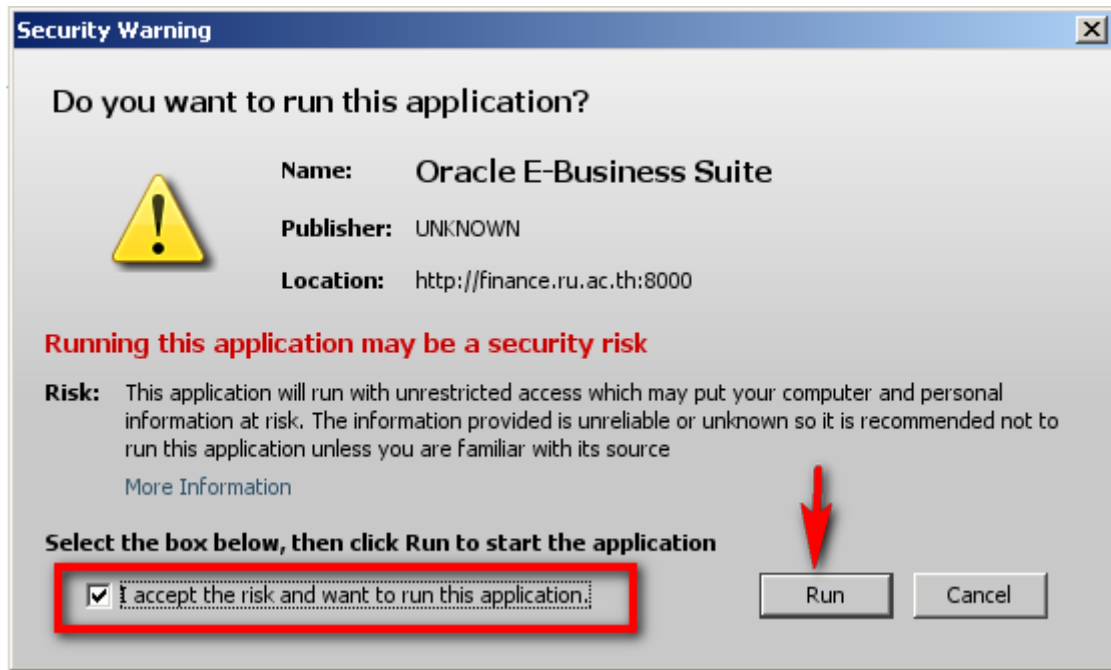 Security Warning
Do you want to run this application?
Name: Oracle E-Business Suite
Publisher: UNKNOWN
Location: http://finance.ru.ac.th:8000
Running this application may be a security risk
Risk: This application will run with unrestricted access which may put your computer and personal
information at risk. The information provided is unreliable or unknown so it is recommended not to
run this application unless you are familiar with its source
More Information
Select the box below, then click Run to start the application
I accept the risk and want to run this application.
Run Cancel